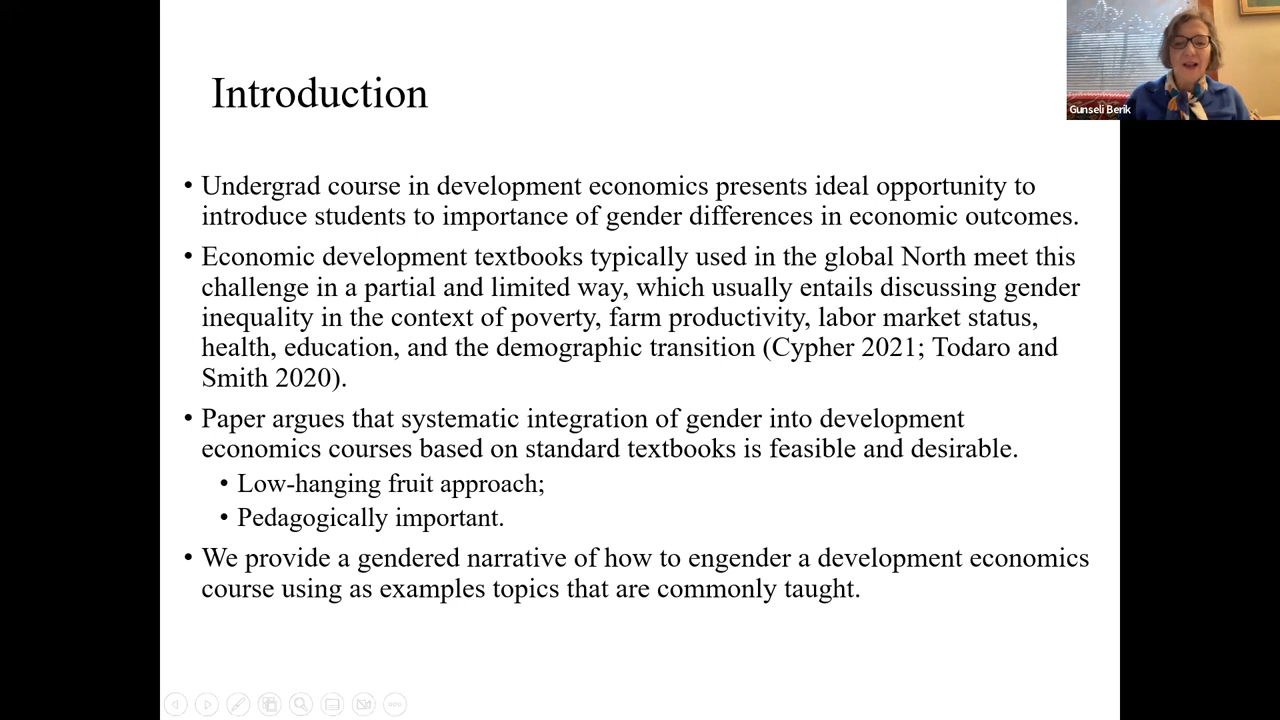 Introduction
Gunseli Berik
• Undergrad course in development economics presents ideal opportunity to
introduce students to importance of gender differences in economic outcomes.
• Economic development textbooks typically used in the global North meet this
challenge in a partial and limited way, which usually entails discussing gender
inequality in the context of poverty, farm productivity, labor market status,
health, education, and the demographic transition (Cypher 2021; Todaro and
Smith 2020).
• Paper argues that systematic integration of gender into development
economics courses based on standard textbooks is feasible and desirable.
• Low-hanging fruit approach;
• Pedagogically important.
• We provide a gendered narrative of how to engender a development economics
course using as examples topics that are commonly taught.